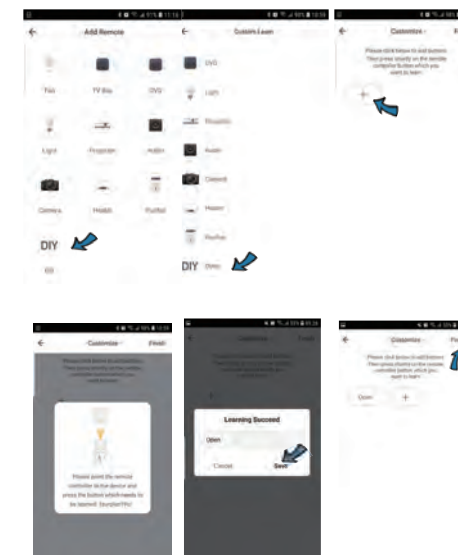 Add Remote
Fan
TV Box
DVD
Light
Projector
Audio
Camera
Heater
Purifier
DIY
Custom Learn
DVD
Light
Projector
Audio
Camera
Heater
Purifier
DIY
Customize
Please click below to add buttons.
Then press shortly on the remote
controller button which you
want to learn
+
Customize
Finish
Please point the remote
controller to the device and
press the button which needs to
be learned
Customize
Finish
Learning Succeed
Open
Cancel
Save
Customize
Please click below to add buttons.
Then press shortly on the remote
controller button which you
want to learn
Open
+